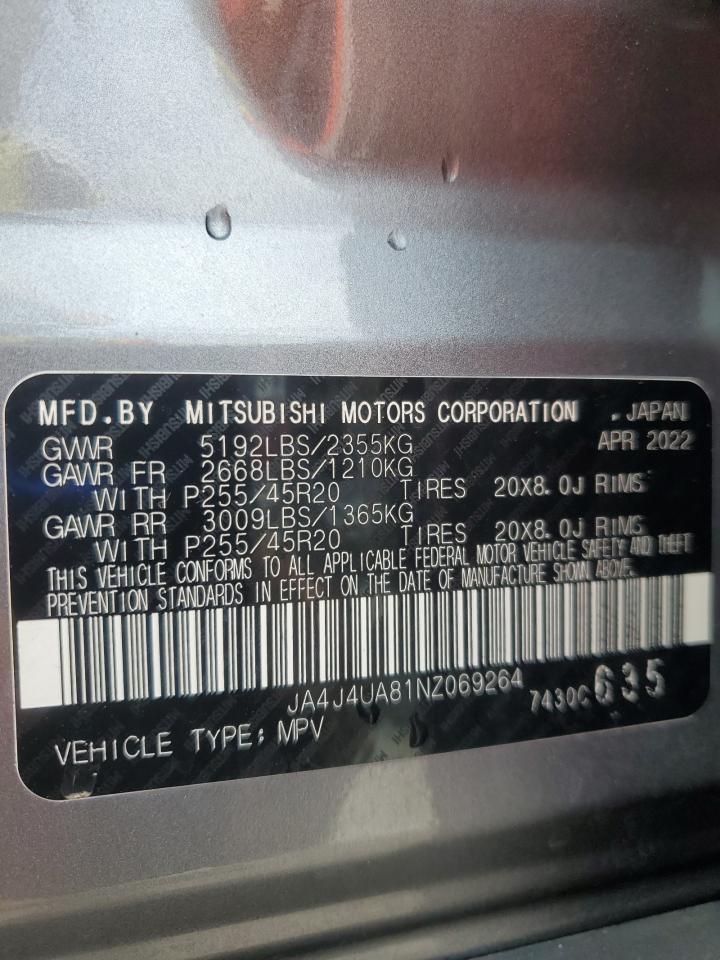 MFD. BY MITSUBISHI MOTORS CORPORATION . JAPAN
GVWR 5192LBS/2355KG APR 2022
GAWR FR 2668LBS/1210KG
WITH P255/45R20 TIRES 20X8.0J RIMS
GAWR RR 3009LBS/1365KG
WITH P255/45R20 TIRES 20X8.0J RIMS
THIS VEHICLE CONFORMS TO ALL APPLICABLE FEDERAL MOTOR VEHICLE SAFETY AND THEFT
PREVENTION STANDARDS IN EFFECT ON THE DATE OF MANUFACTURE SHOWN ABOVE.
JA4J4UA81NZ069264 7430C 635
VEHICLE TYPE: MPV